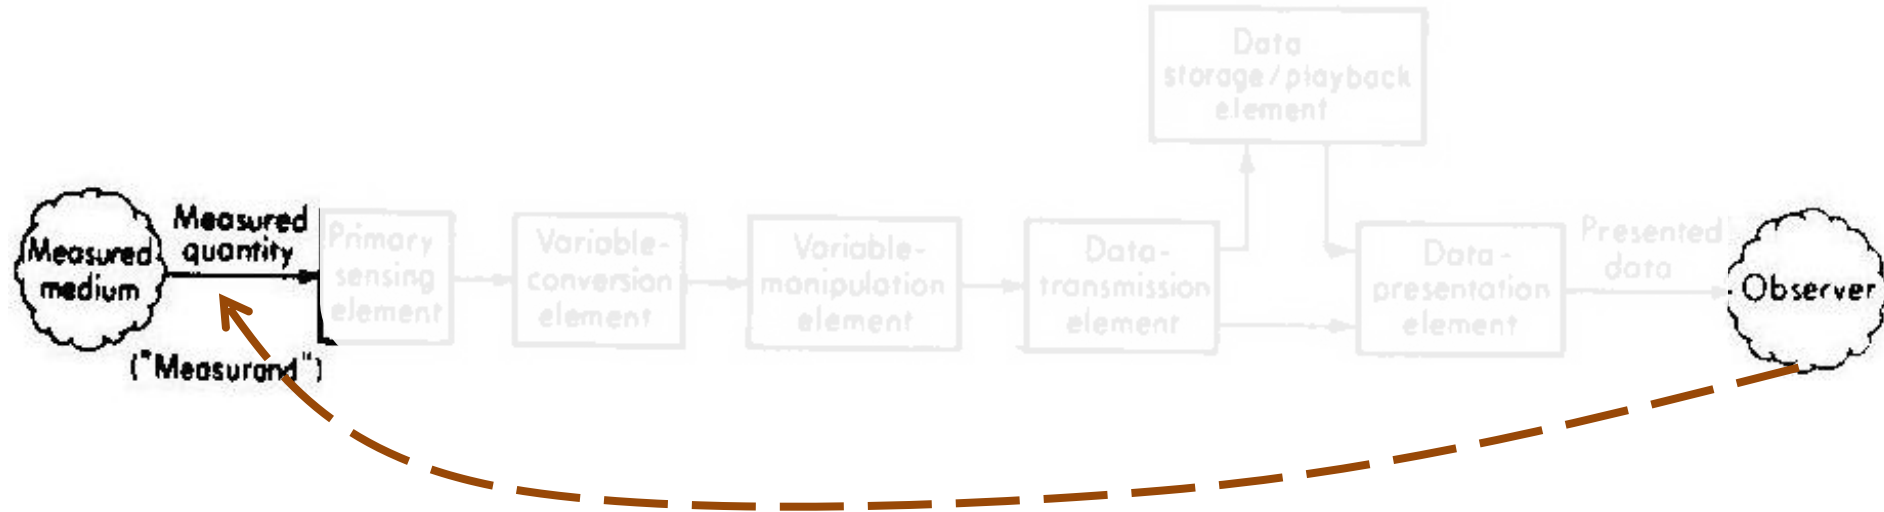 Data
storage/playback
element
Measured
medium
Measured
quantity
("Measurand")
Primary
sensing
element
Variable-
conversion
element
Variable-
manipulation
element
Data-
transmission
element
Data-
presentation
element
Presented
data
Observer